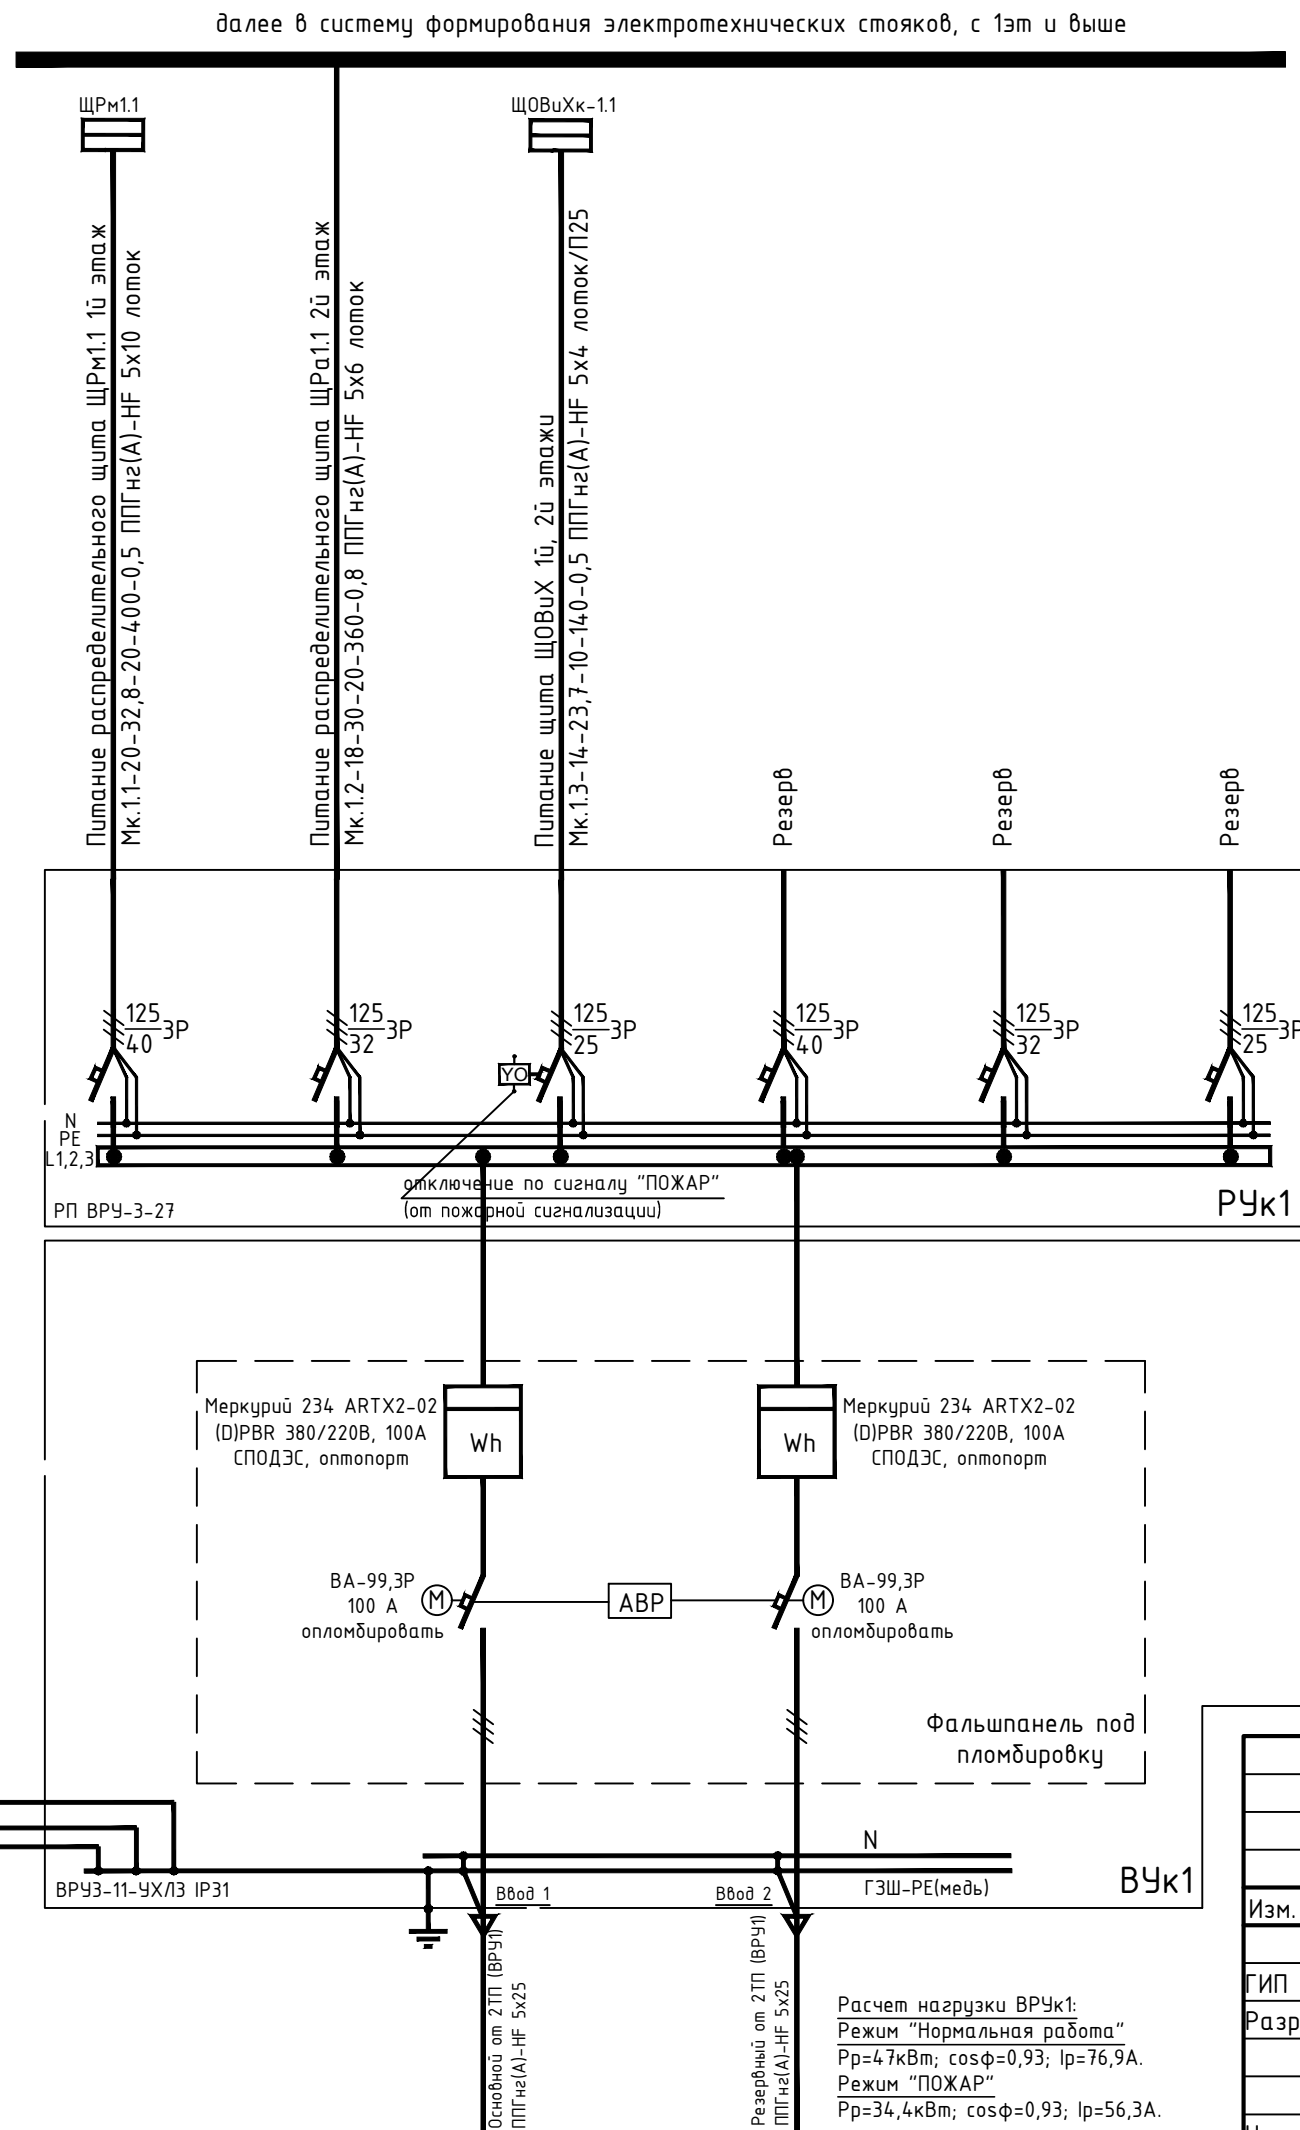 далее в систему формирования электротехнических стояков, с 1эт и выше
ЩРм1.1
ЩОВиХк-1.1
Питание распределительного щита ЩРм1.1 1й этаж
Мк.1.1-20-32,8-20-400-0,5 ППГнг(А)-HF 5х10 лоток
Питание распределительного щита ЩРа1.1 2й этаж
Мк.1.2-18-30-20-360-0,8 ППГнг(А)-HF 5х6 лоток
Питание щита ЩОВиХ 1й, 2й этажи
Мк.1.3-14-23,7-10-140-0,5 ППГнг(А)-HF 5х4 лоток/П25
Резерв
Резерв
Резерв
125
40
3Р
125
32
3Р
125
25
3Р
125
40
3Р
125
32
3Р
125
25
3Р
YO
N
PE
L1,2,3
отключение по сигналу "ПОЖАР"
(от пожарной сигнализации)
РП ВРУ-3-27
РУк1
Меркурий 234 ARTX2-02
(D)PBR 380/220В, 100А
СПОДЭС, оптопорт
Wh
Wh
Меркурий 234 ARTX2-02
(D)PBR 380/220В, 100А
СПОДЭС, оптопорт
ВА-99,3Р
100 А
опломбировать
М
АВР
М
ВА-99,3Р
100 А
опломбировать
Фальшпанель под
пломбировку
N
ВРУ3-11-УХЛ3 IP31
Ввод 1
Ввод 2
ГЗШ-РЕ(медь)
ВУк1
Основной от 2ТП (ВРУ1)
ППГнг(А)-HF 5х25
Резервный от 2ТП (ВРУ1)
ППГнг(А)-HF 5х25
Расчет нагрузки ВРУк1:
Режим "Нормальная работа"
Рр=47кВт; cosφ=0,93; Iр=76,9А.
Режим "ПОЖАР"
Рр=34,4кВт; cosφ=0,93; Iр=56,3А.
Изм.
ГИП
Разр